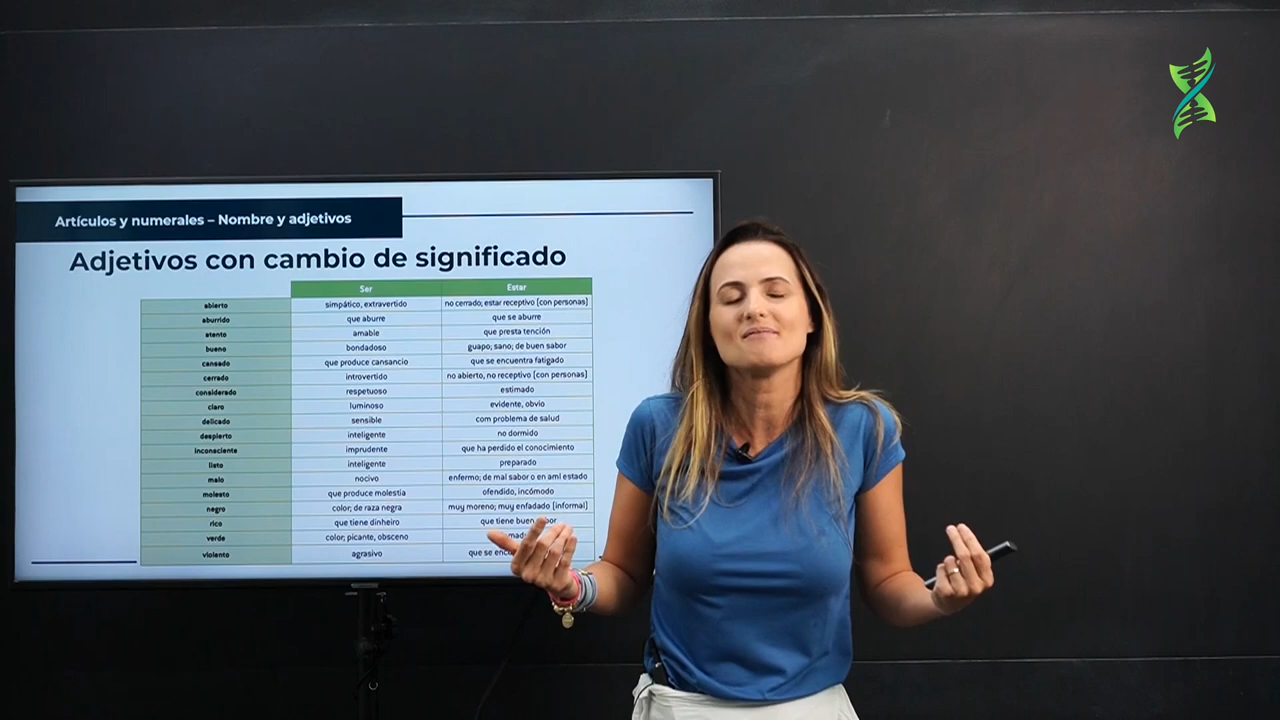 Artículos y numerales – Nombre y adjetivos
Adjetivos con cambio de significado
Ser Estar
abierto simpático, extravertido no cerrado; estar receptivo [con personas]
aburrido que aburre que se aburre
atento amable que presta tención
bueno bondadoso guapo; sano; de buen sabor
cansado que produce cansancio que se encuentra fatigado
cerrado introvertido no abierto, no receptivo [con personas]
considerado respetuoso estimado
claro luminoso evidente, obvio
delicado sensible com problema de salud
despierto inteligente no dormido
inconsciente imprudente que ha perdido el conocimiento
listo inteligente preparado
malo nocivo enfermo; de mal sabor o en aml estado
molesto que produce molestia ofendido, incómodo
negro color; de raza negra muy moreno; muy enfadado [informal]
rico que tiene dinheiro que tiene buen
verde color; picante, obsceno
violento agrasivo que se